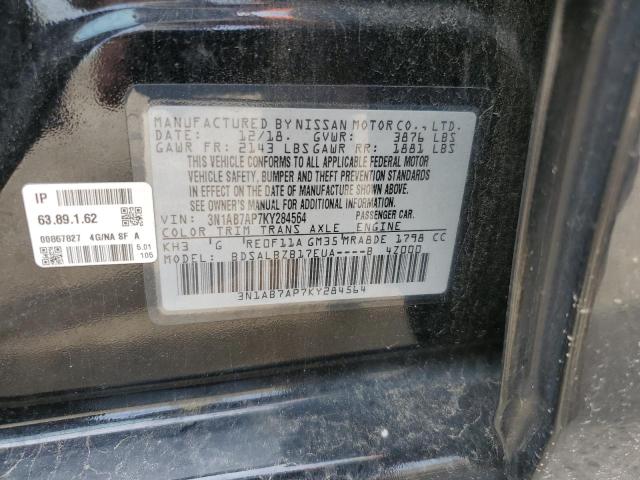 MANUFACTURED BY NISSAN MOTOR CO., LTD.
DATE: 12/18. GVWR: 3876 LBS
GAWR FR: 2143 LBS GAWR RR: 1881 LBS
THIS VEHICLE CONFORMS TO ALL APPLICABLE FEDERAL MOTOR
VEHICLE SAFETY, BUMPER, AND THEFT PREVENTION STANDARDS
IN EFFECT ON THE DATE OF MANUFACTURE SHOWN ABOVE.
SEE OWNER'S MANUAL FOR ADDITIONAL INFORMATION.
VIN: 3N1AB7AP7KY284564 PASSENGER CAR.
COLOR TRIM TRANS AXLE ENGINE
KH3 'G RE0F11A GM35 MRA8DE 1798 CC
MODEL: BDSALBZB17EUA----B 4Z000
3N1AB7AP7KY284564
IP
63.89.1.62
00867827 4G/NA SF A
5.01
105